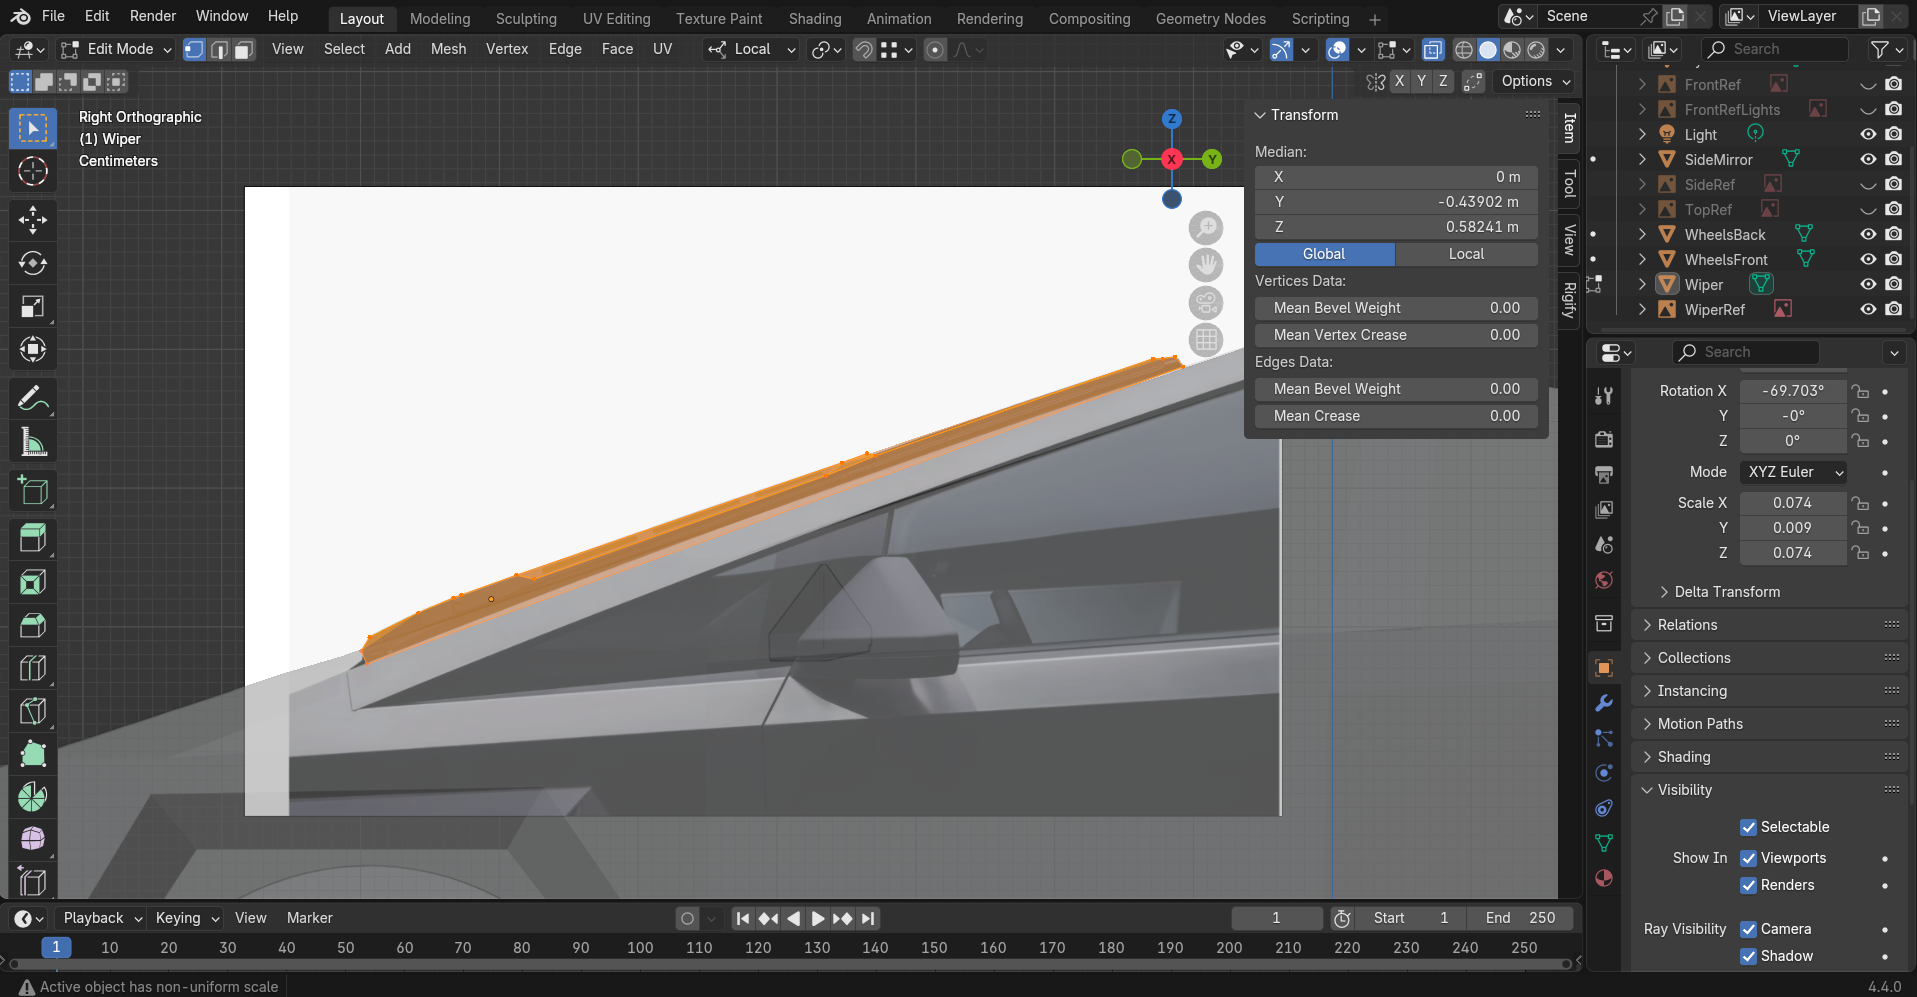 File Edit Render Window Help Layout Modeling Sculpting UV Editing Texture Paint Shading Animation Rendering Compositing Geometry Nodes Scripting Scene ViewLayer
Edit Mode View Select Add Mesh Vertex Edge Face UV Local Search
X Y Z Options
Right Orthographic
(1) Wiper
Centimeters
Z
X
Y
Transform
Median:
X 0 m
Y -0.43902 m
Z 0.58241 m
Global Local
Vertices Data:
Mean Bevel Weight 0.00
Mean Vertex Crease 0.00
Edges Data:
Mean Bevel Weight 0.00
Mean Crease 0.00
Item
Tool
View
Rigify
FrontRef
FrontRefLights
Light
SideMirror
SideRef
TopRef
WheelsBack
WheelsFront
Wiper
WiperRef
Search
Rotation X -69.703°
Y -0°
Z 0°
Mode XYZ Euler
Scale X 0.074
Y 0.009
Z 0.074
Delta Transform
Relations
Collections
Instancing
Motion Paths
Shading
Visibility
Selectable
Show In Viewports
Renders
Ray Visibility Camera
Shadow
Playback Keying View Marker 1 Start 1 End 250
1 10 20 30 40 50 60 70 80 90 100 110 120 130 140 150 160 170 180 190 200 210 220 230 240 250
Active object has non-uniform scale
4.4.0